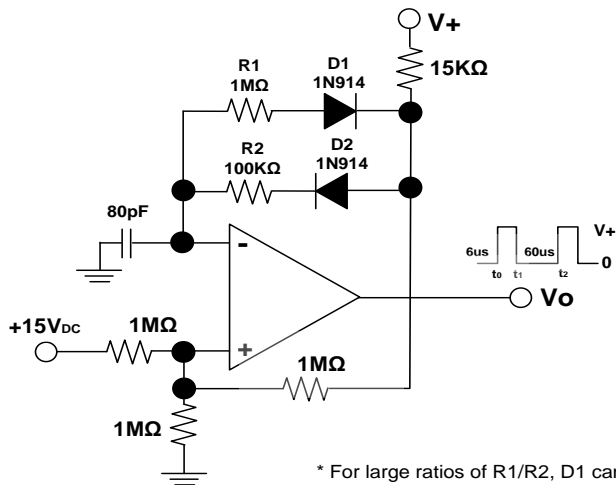 V+
15KΩ
R1
1MΩ
D1
1N914
R2
100KΩ
D2
1N914
80pF
-
+
+15VDC
1MΩ
1MΩ
1MΩ
6us
60us
V+
0
t0
t1
t2
Vo
* For large ratios of R1/R2, D1 can